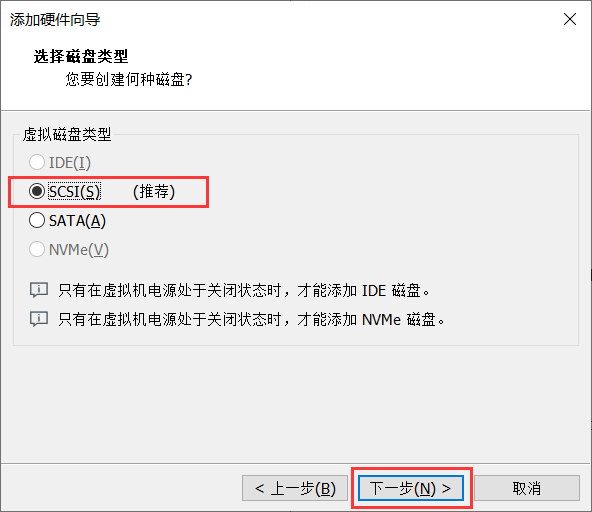 添加硬件向导
选择磁盘类型
您要创建何种磁盘?
虚拟磁盘类型
IDE(I)
SCSI(S) (推荐)
SATA(A)
NVMe(V)
只有在虚拟机电源处于关闭状态时，才能添加 IDE 磁盘。
只有在虚拟机电源处于关闭状态时，才能添加 NVMe 磁盘。
< 上一步(B) 下一步(N) > 取消